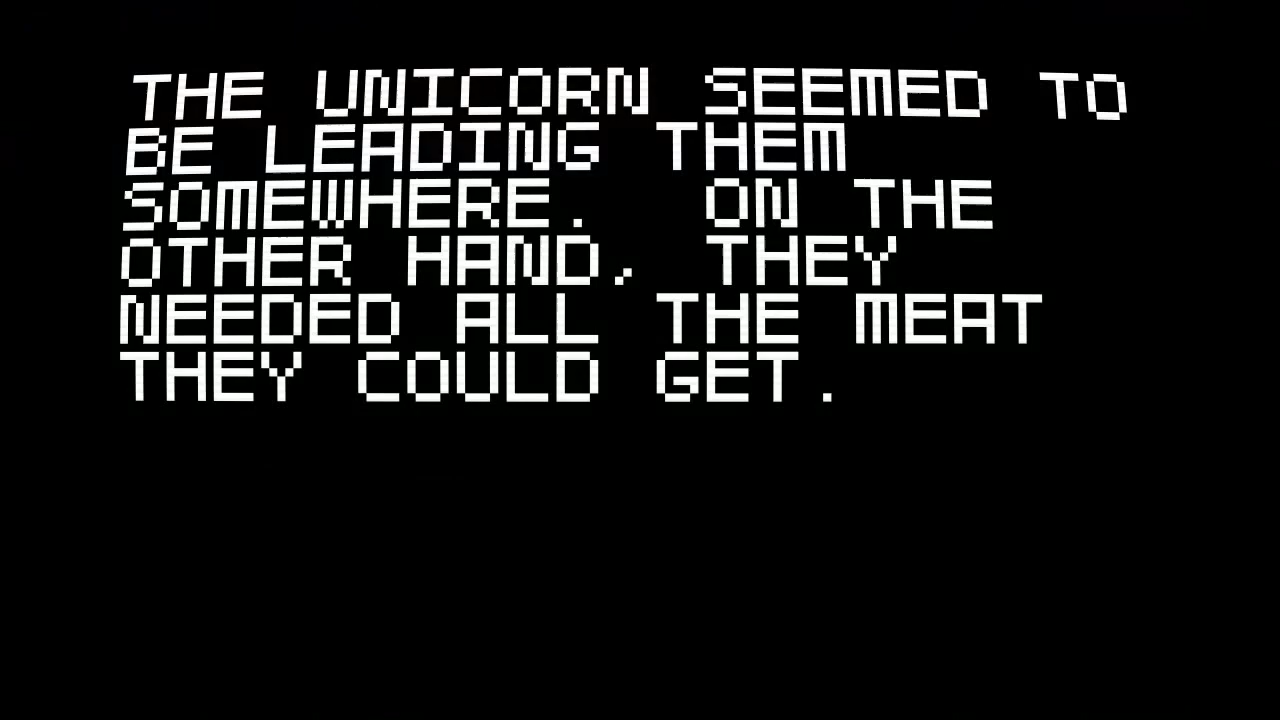 THE UNICORN SEEMED TO
BE LEADING THEM
SOMEWHERE.  ON THE
OTHER HAND, THEY
NEEDED ALL THE MEAT
THEY COULD GET.